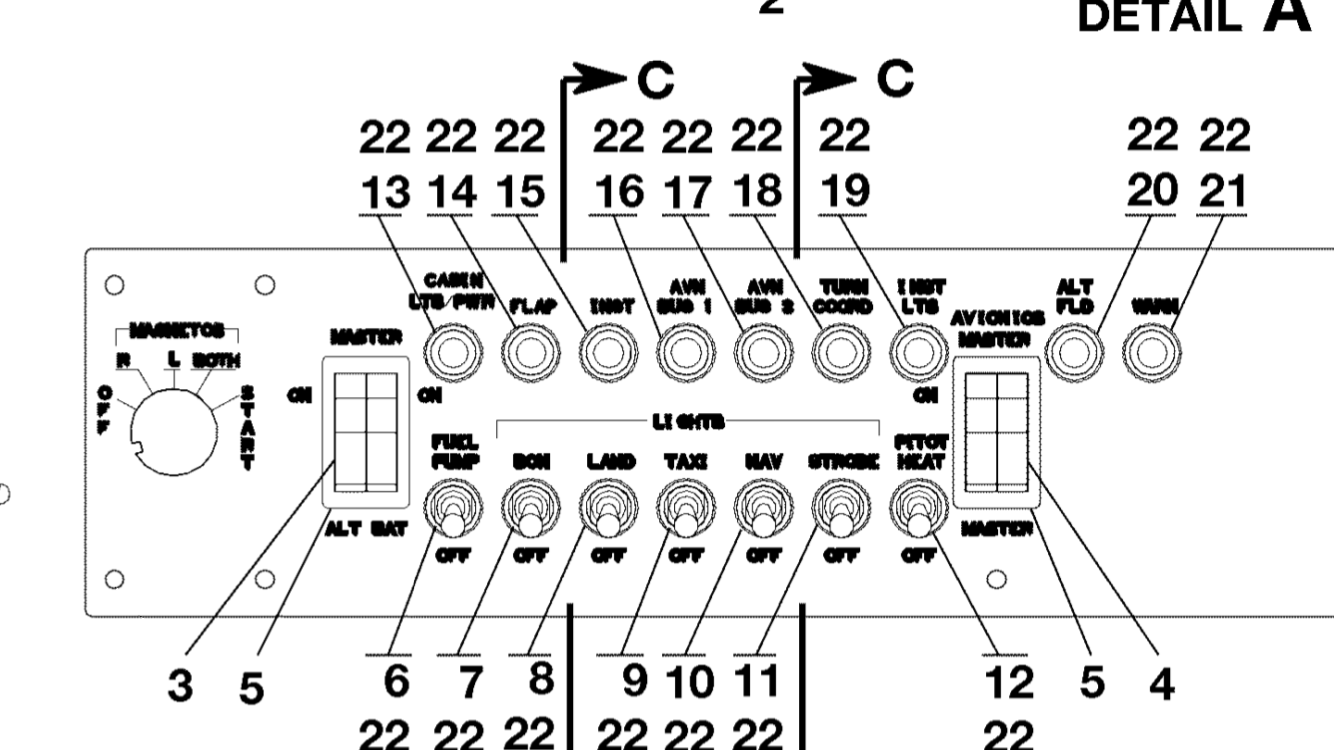 2
DETAIL A
C C
22 22 22 22 22 22 22 22 22
13 14 15 16 17 18 19 20 21
CABIN LTS/PWR
FLAP
INST
AVN BUS 1
AVN BUS 2
TURN COORD
INST LTS
AVIONICS MASTER
ALT FLD
WARN
MAGNETOS
R L BOTH
OFF
START
MASTER
ON ON ON
LIGHTS
FUEL PUMP
BCN
LAND
TAXI
NAV
STROBE
PITOT HEAT
ALT BAT
MASTER
OFF OFF OFF OFF OFF OFF OFF
3 5 6 7 8 9 10 11 12 5 4
22 22 22 22 22 22 22